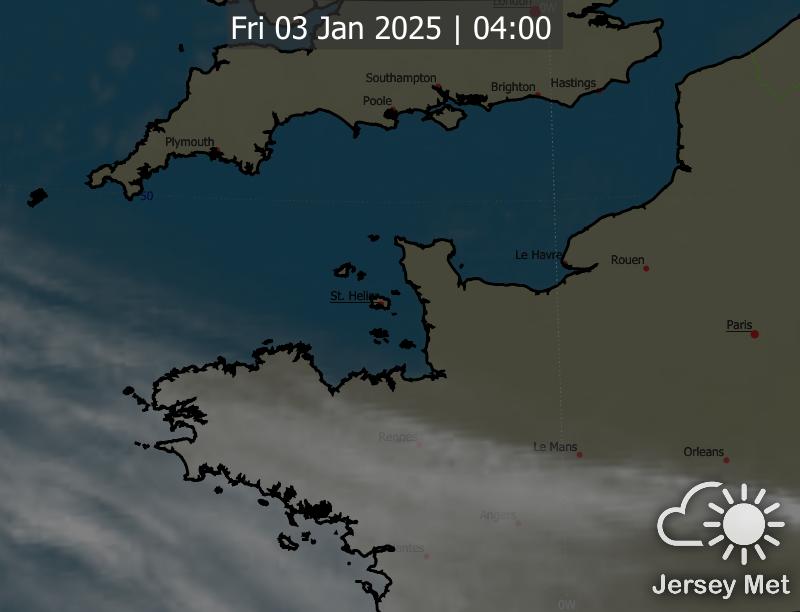 London
0W
Fri 03 Jan 2025 | 04:00
Southampton
Brighton
Hastings
Poole
Plymouth
50
Le Havre
Rouen
St. Helier
Paris
Rennes
Le Mans
Orleans
Angers
0W
Jersey Met